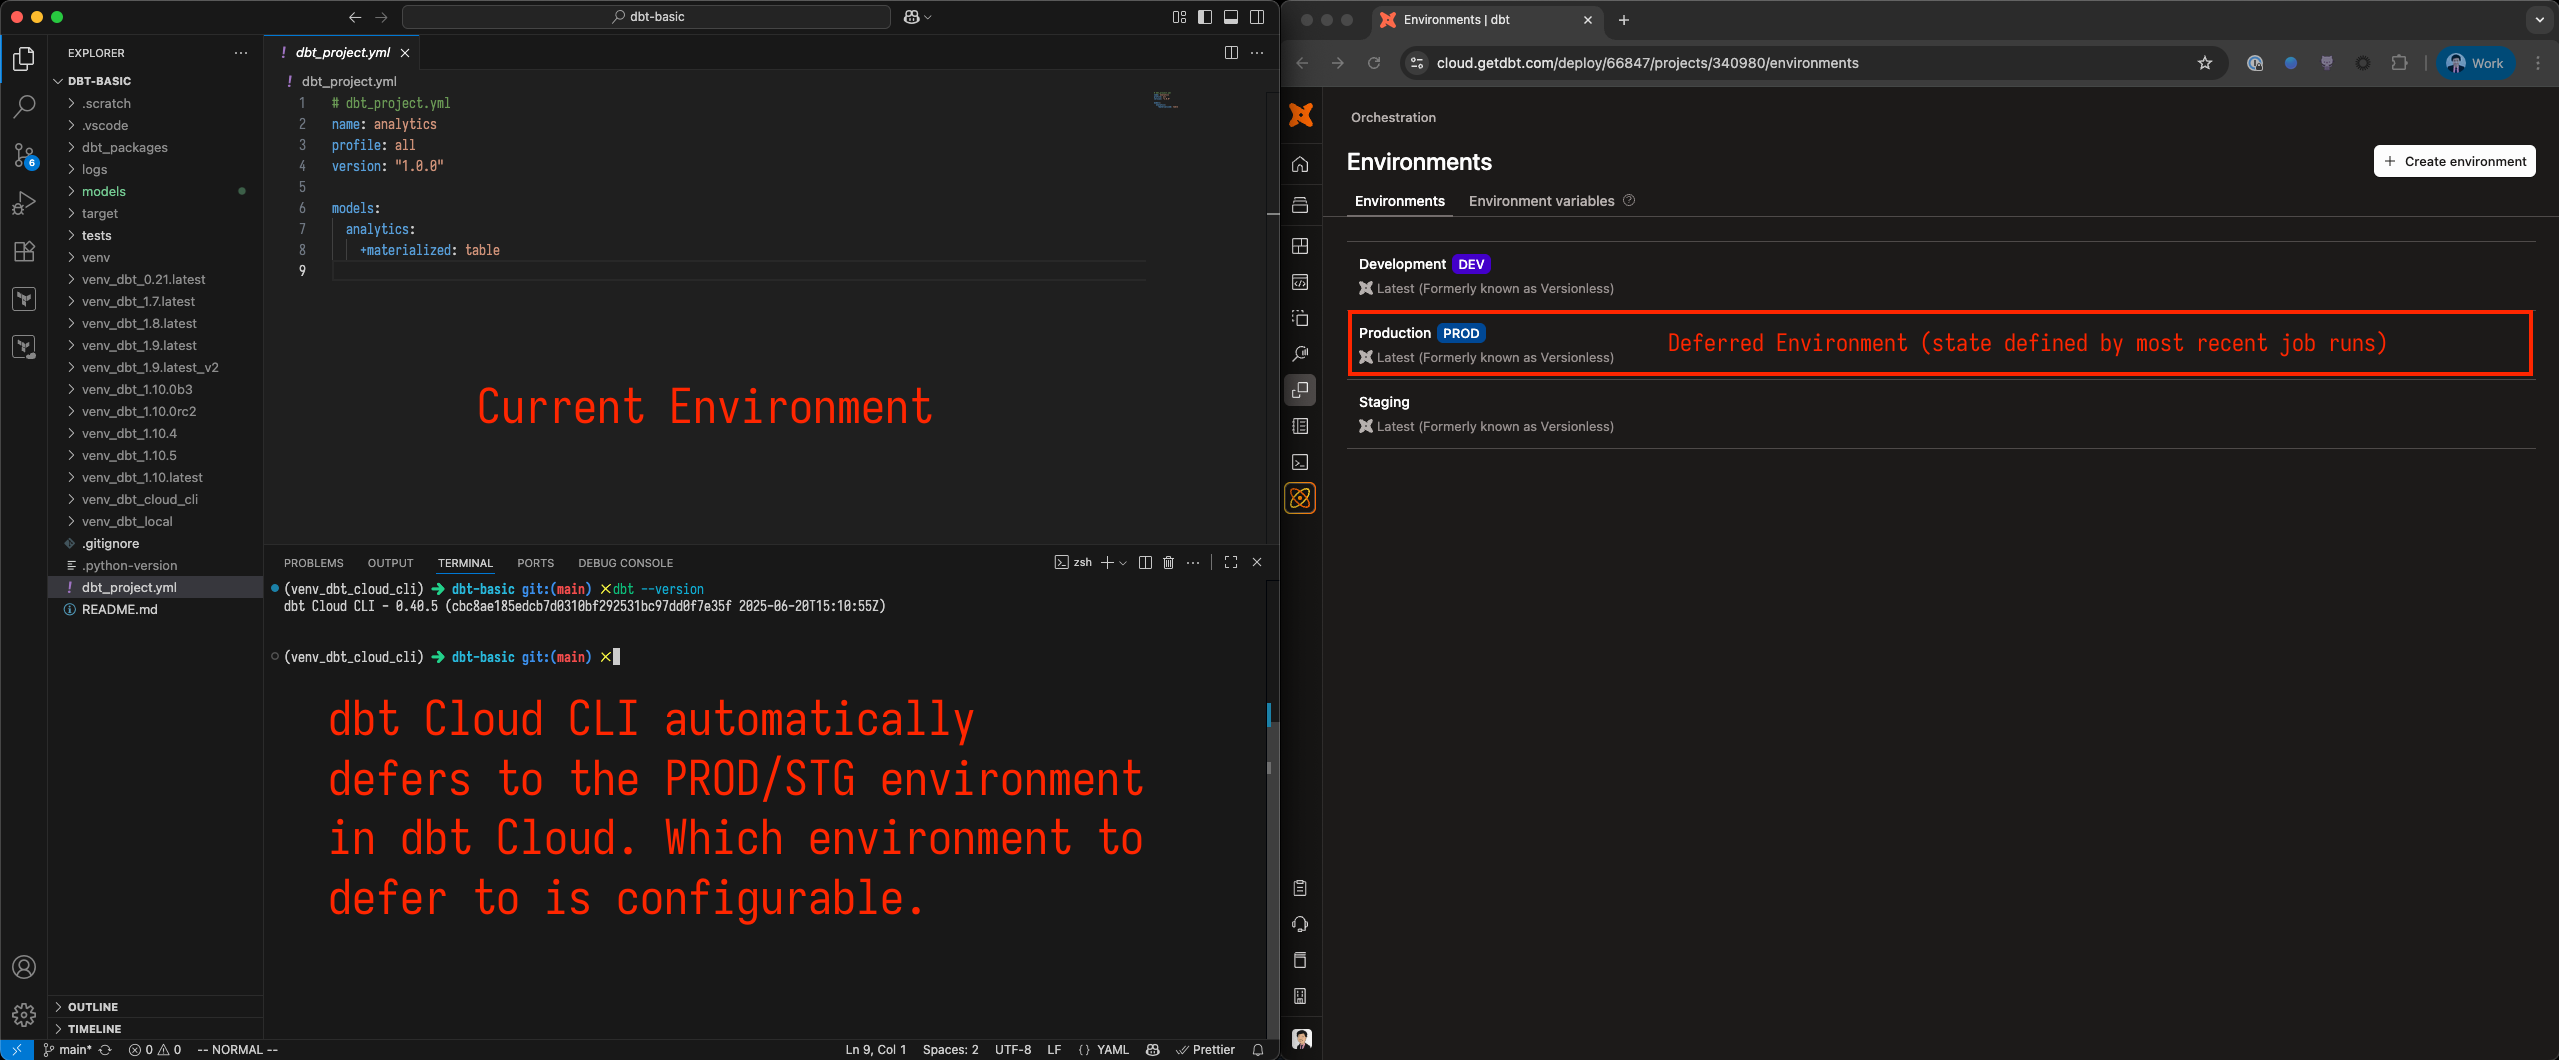 dbt-basic
EXPLORER
DBT-BASIC
.scratch
.vscode
dbt_packages
logs
models
target
tests
venv
venv_dbt_0.21.latest
venv_dbt_1.7.latest
venv_dbt_1.8.latest
venv_dbt_1.9.latest
venv_dbt_1.9.latest_v2
venv_dbt_1.10.0b3
venv_dbt_1.10.0rc2
venv_dbt_1.10.4
venv_dbt_1.10.5
venv_dbt_1.10.latest
venv_dbt_cloud_cli
venv_dbt_local
.gitignore
.python-version
! dbt_project.yml
README.md
OUTLINE
TIMELINE
6
! dbt_project.yml
! dbt_project.yml
1 # dbt_project.yml
2 name: analytics
3 profile: all
4 version: "1.0.0"
5
6 models:
7 analytics:
8 +materialized: table
9
Current Environment
PROBLEMS OUTPUT TERMINAL PORTS DEBUG CONSOLE
zsh
(venv_dbt_cloud_cli) ➜ dbt-basic git:(main) ✗dbt --version
dbt Cloud CLI - 0.40.5 (cbc8ae185edcb7d0310bf292531bc97dd0f7e35f 2025-06-20T15:10:55Z)
(venv_dbt_cloud_cli) ➜ dbt-basic git:(main) ✗
dbt Cloud CLI automatically
defers to the PROD/STG environment
in dbt Cloud. Which environment to
defer to is configurable.
main* 0 0 -- NORMAL --
Ln 9, Col 1 Spaces: 2 UTF-8 LF {} YAML Prettier
Environments | dbt
cloud.getdbt.com/deploy/66847/projects/340980/environments
Work
Orchestration
Environments
+ Create environment
Environments Environment variables
Development DEV
Latest (Formerly known as Versionless)
Production PROD
Latest (Formerly known as Versionless)
Deferred Environment (state defined by most recent job runs)
Staging
Latest (Formerly known as Versionless)